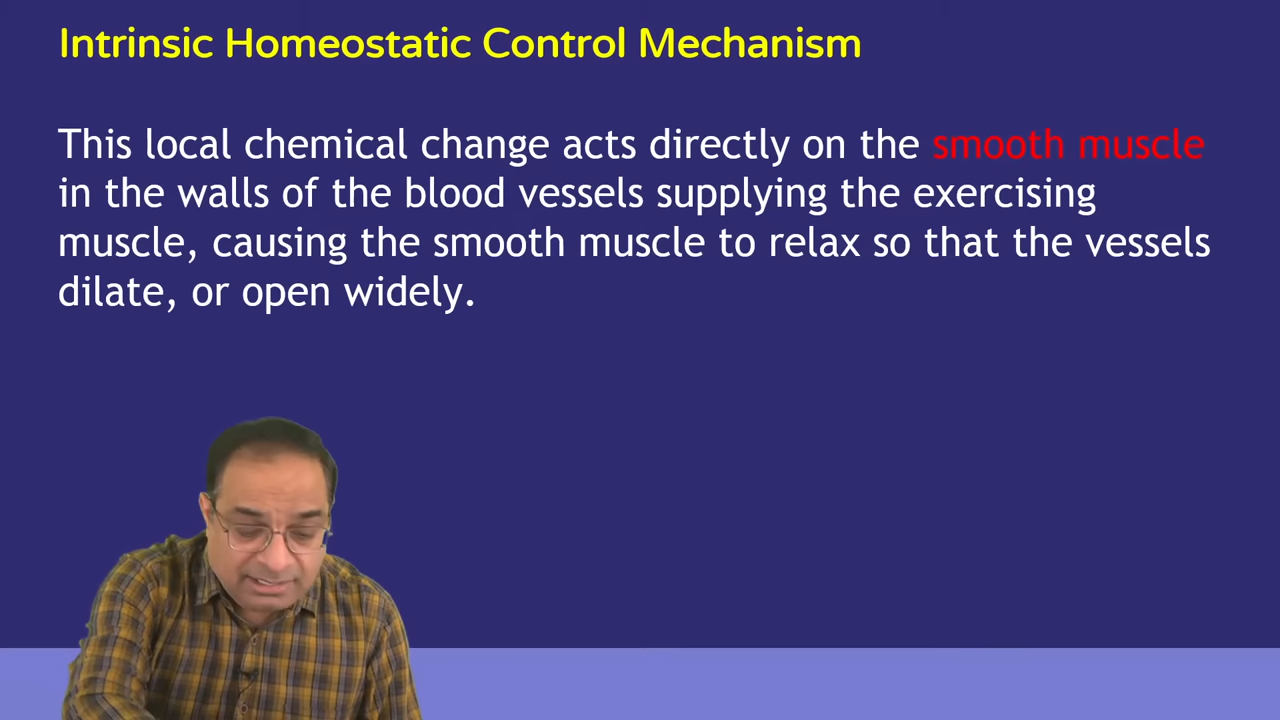 Intrinsic Homeostatic Control Mechanism
This local chemical change acts directly on the smooth muscle
in the walls of the blood vessels supplying the exercising
muscle, causing the smooth muscle to relax so that the vessels
dilate, or open widely.